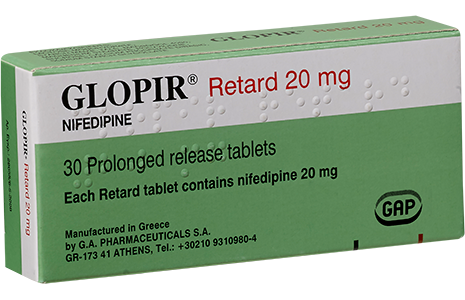 GLOPIR® Retard 20 mg
NIFEDIPINE
30 Prolonged release tablets
Each Retard tablet contains nifedipine 20 mg
Manufactured in Greece
by G.A. PHARMACEUTICALS S.A.
GR-173 41 ATHENS, Tel.: +30210 9310980-4
GAP
GLOPIR® Retard 20 mg